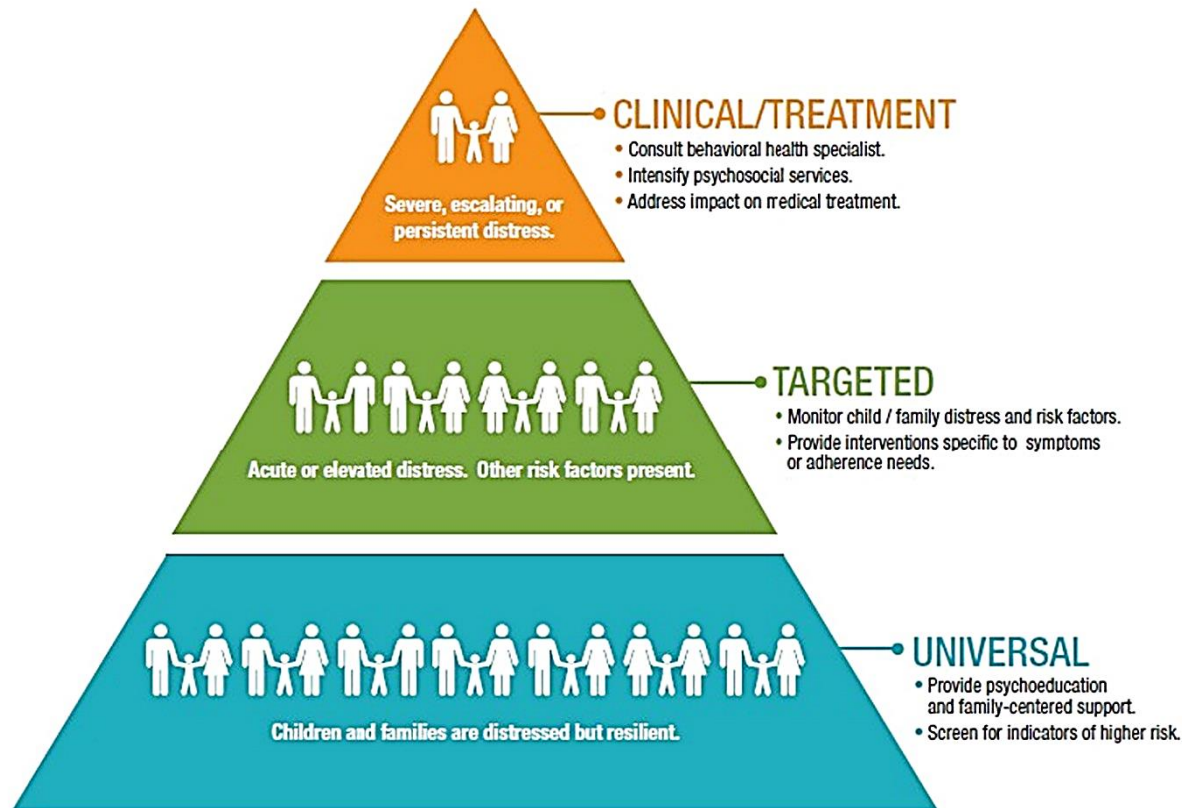 CLINICAL/TREATMENT
• Consult behavioral health specialist.
• Intensify psychosocial services.
• Address impact on medical treatment.
Severe, escalating, or
persistent distress.
TARGETED
• Monitor child / family distress and risk factors.
• Provide interventions specific to symptoms
or adherence needs.
Acute or elevated distress. Other risk factors present.
UNIVERSAL
• Provide psychoeducation
and family-centered support.
• Screen for indicators of higher risk.
Children and families are distressed but resilient.